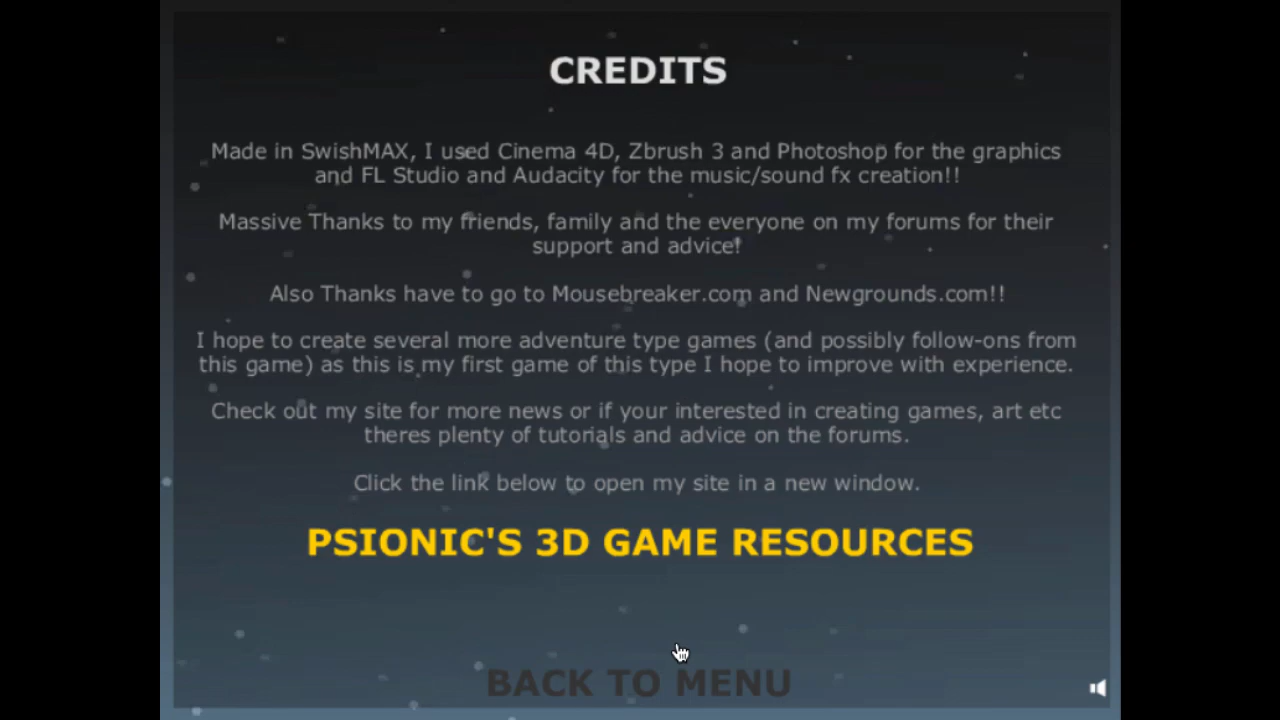 CREDITS
Made in SwishMAX, I used Cinema 4D, Zbrush 3 and Photoshop for the graphics
and FL Studio and Audacity for the music/sound fx creation!!
Massive Thanks to my friends, family and the everyone on my forums for their
support and advice!
Also Thanks have to go to Mousebreaker.com and Newgrounds.com!!
I hope to create several more adventure type games (and possibly follow-ons from
this game) as this is my first game of this type I hope to improve with experience.
Check out my site for more news or if your interested in creating games, art etc
theres plenty of tutorials and advice on the forums.
Click the link below to open my site in a new window.
PSIONIC'S 3D GAME RESOURCES
BACK TO MENU